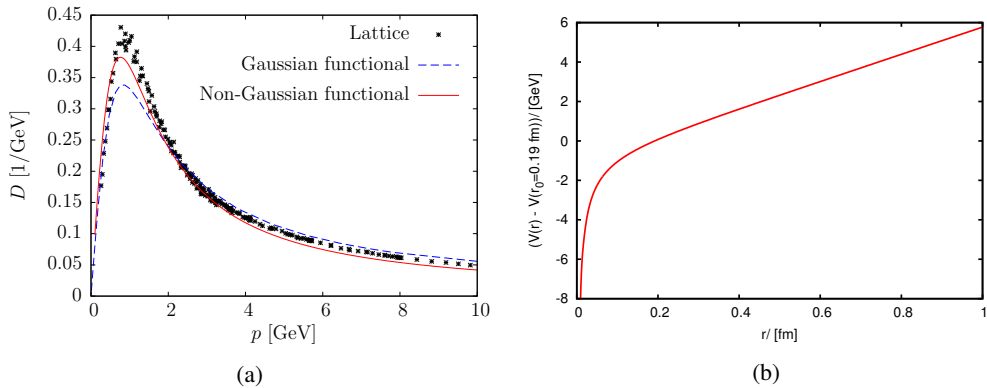 0.45
0.4
0.35
0.3
0.25
0.2
0.15
0.1
0.05
0
D [1/GeV]
Lattice
Gaussian functional
Non-Gaussian functional
0 2 4 6 8 10
p [GeV]
(a)
6
4
2
0
-2
-4
-6
-8
(V(r) - V(r0=0.19 fm))/ [GeV]
0 0.2 0.4 0.6 0.8 1
r/ [fm]
(b)